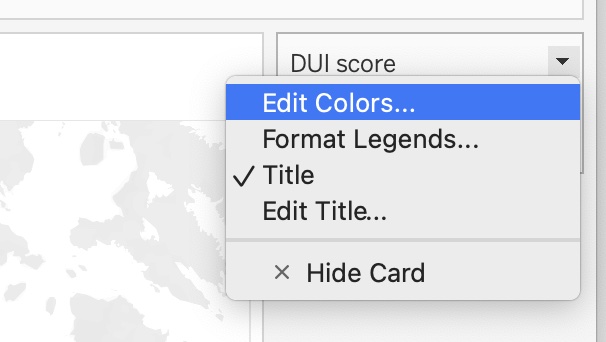 DUI score
Edit Colors...
Format Legends...
Title
Edit Title...
Hide Card